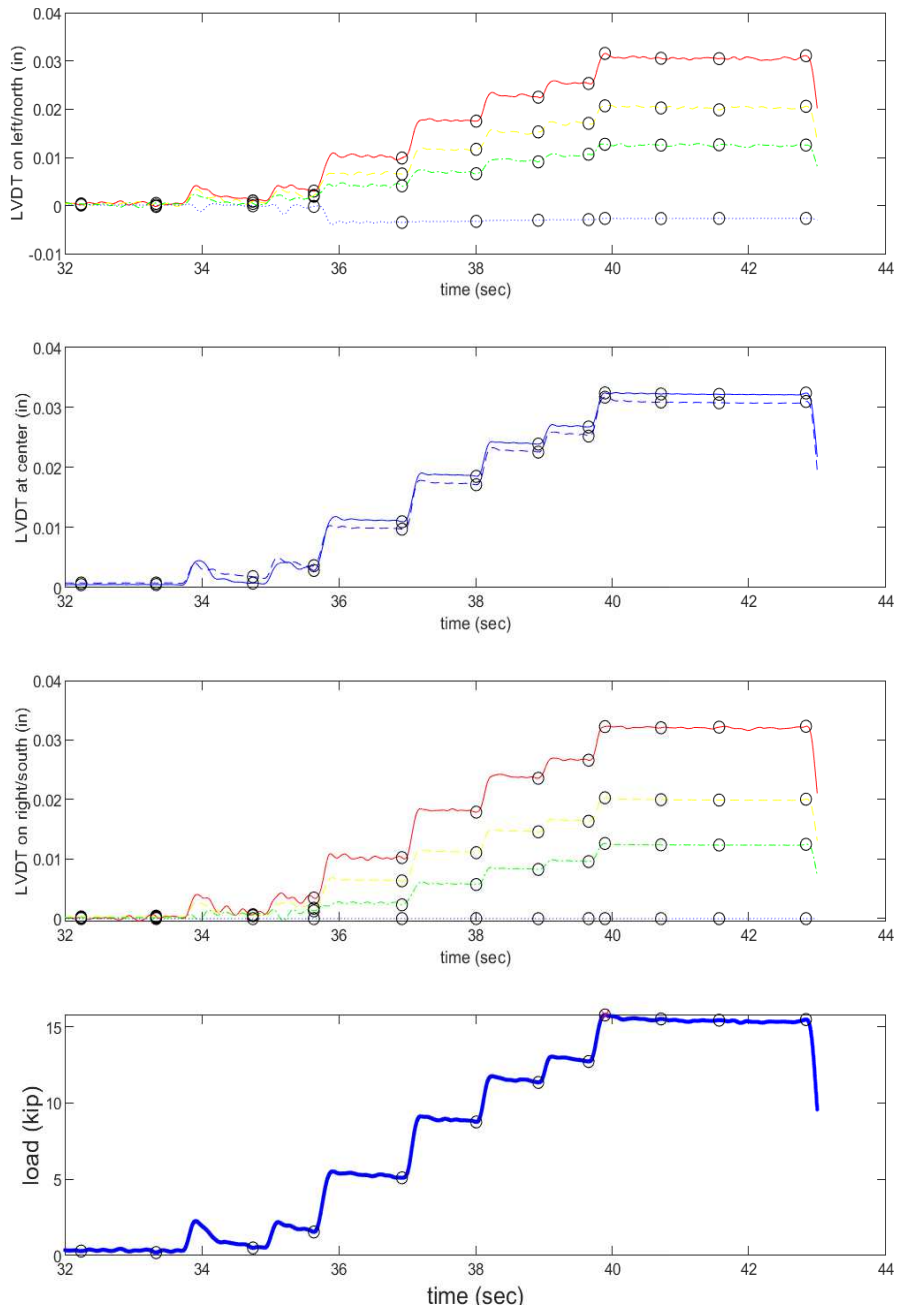 0.04
0.03
0.02
0.01
0
-0.01
LVDT on left/north (in)
32 34 36 38 40 42 44
time (sec)
0.04
0.03
0.02
0.01
0
LVDT at center (in)
32 34 36 38 40 42 44
time (sec)
0.04
0.03
0.02
0.01
0
LVDT on right/south (in)
32 34 36 38 40 42 44
time (sec)
15
10
5
0
load (kip)
32 34 36 38 40 42 44
time (sec)